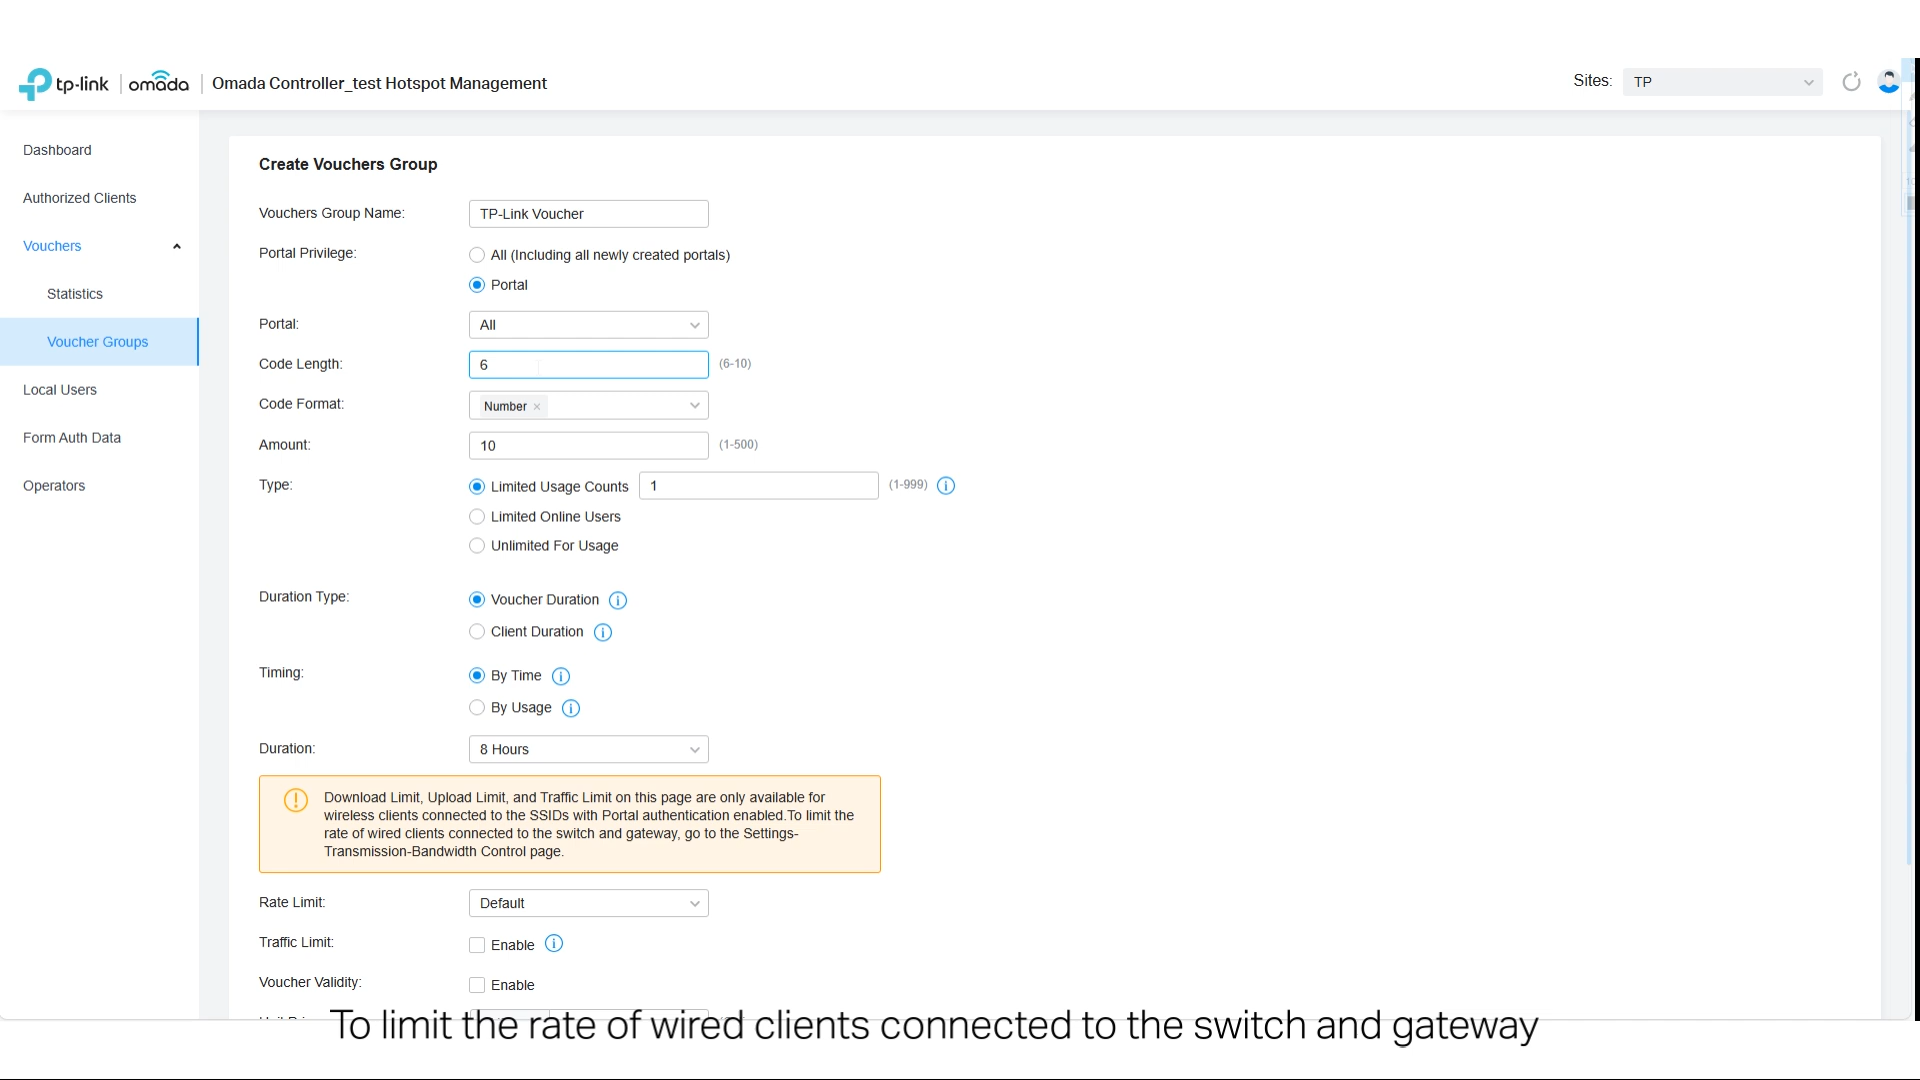 tp-link | omada | Omada Controller_test Hotspot Management
Sites: TP
Dashboard
Authorized Clients
Vouchers
Statistics
Voucher Groups
Local Users
Form Auth Data
Operators
Create Vouchers Group
Vouchers Group Name: TP-Link Voucher
Portal Privilege: All (Including all newly created portals)
Portal
Portal: All
Code Length: 6 (6-10)
Code Format: Number ×
Amount: 10 (1-500)
Type: Limited Usage Counts 1 (1-999)
Limited Online Users
Unlimited For Usage
Duration Type: Voucher Duration
Client Duration
Timing: By Time
By Usage
Duration: 8 Hours
Download Limit, Upload Limit, and Traffic Limit on this page are only available for
wireless clients connected to the SSIDs with Portal authentication enabled.To limit the
rate of wired clients connected to the switch and gateway, go to the Settings-
Transmission-Bandwidth Control page.
Rate Limit: Default
Traffic Limit: Enable
Voucher Validity: Enable
To limit the rate of wired clients connected to the switch and gateway